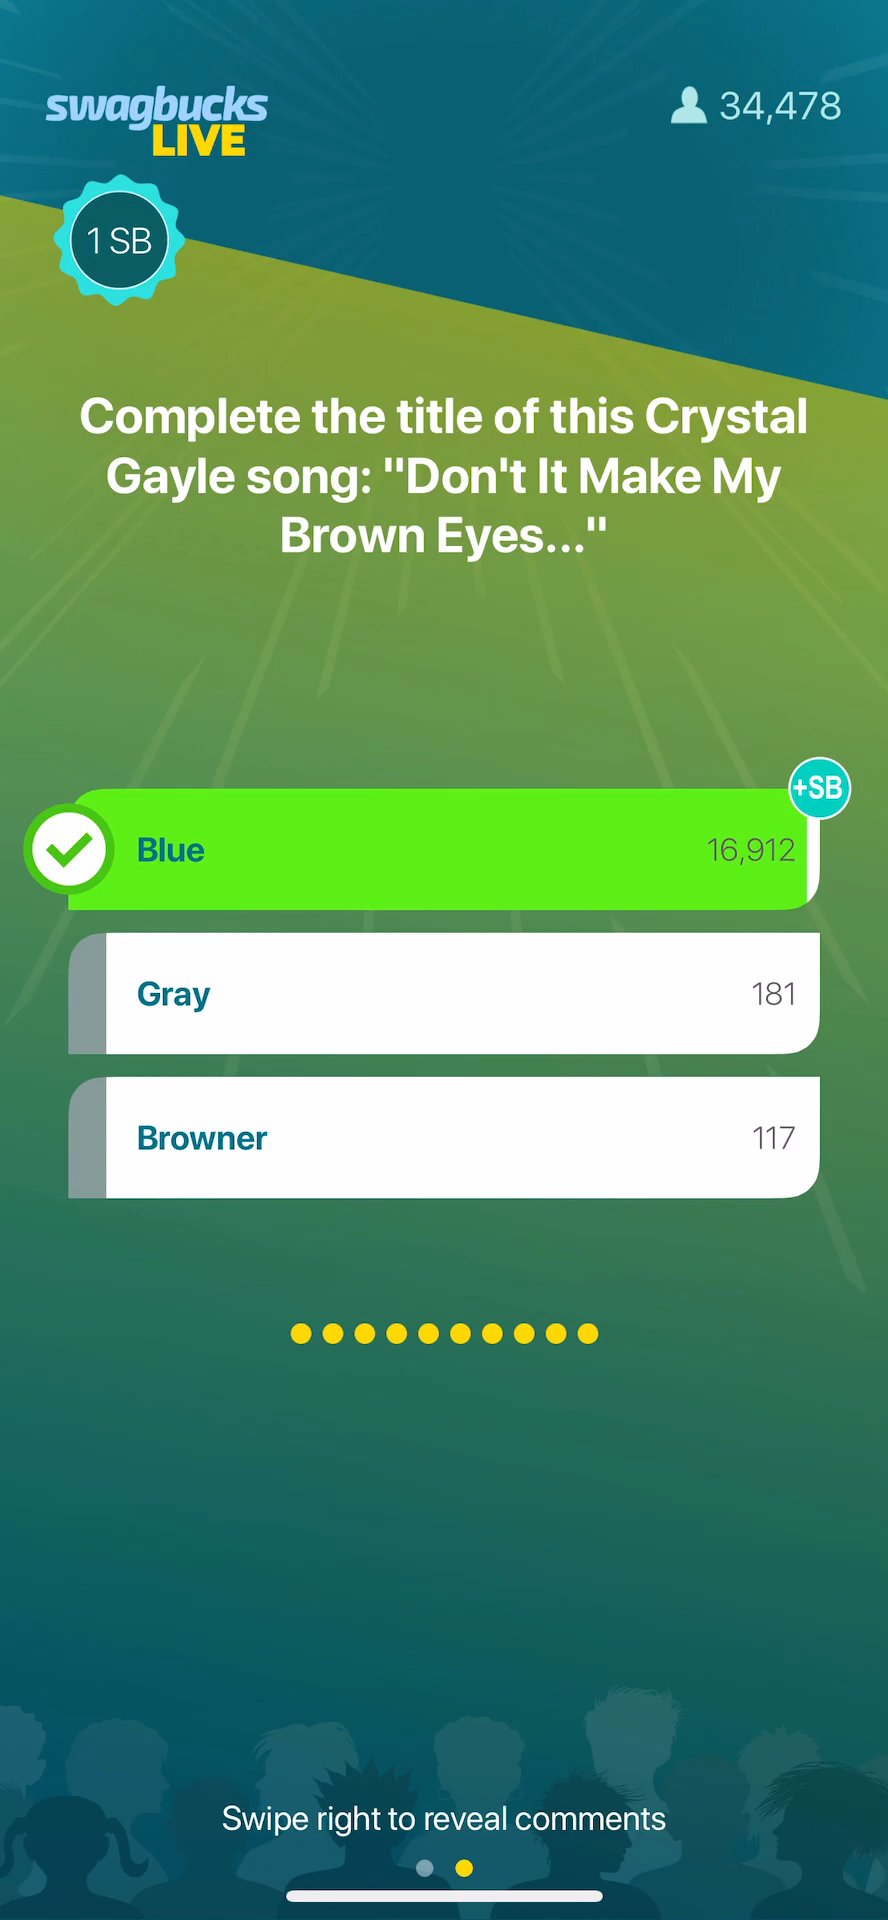 swagbucks
LIVE
34,478
1 SB
Complete the title of this Crystal
Gayle song: "Don't It Make My
Brown Eyes..."
+SB
Blue
16,912
Gray
181
Browner
117
Swipe right to reveal comments